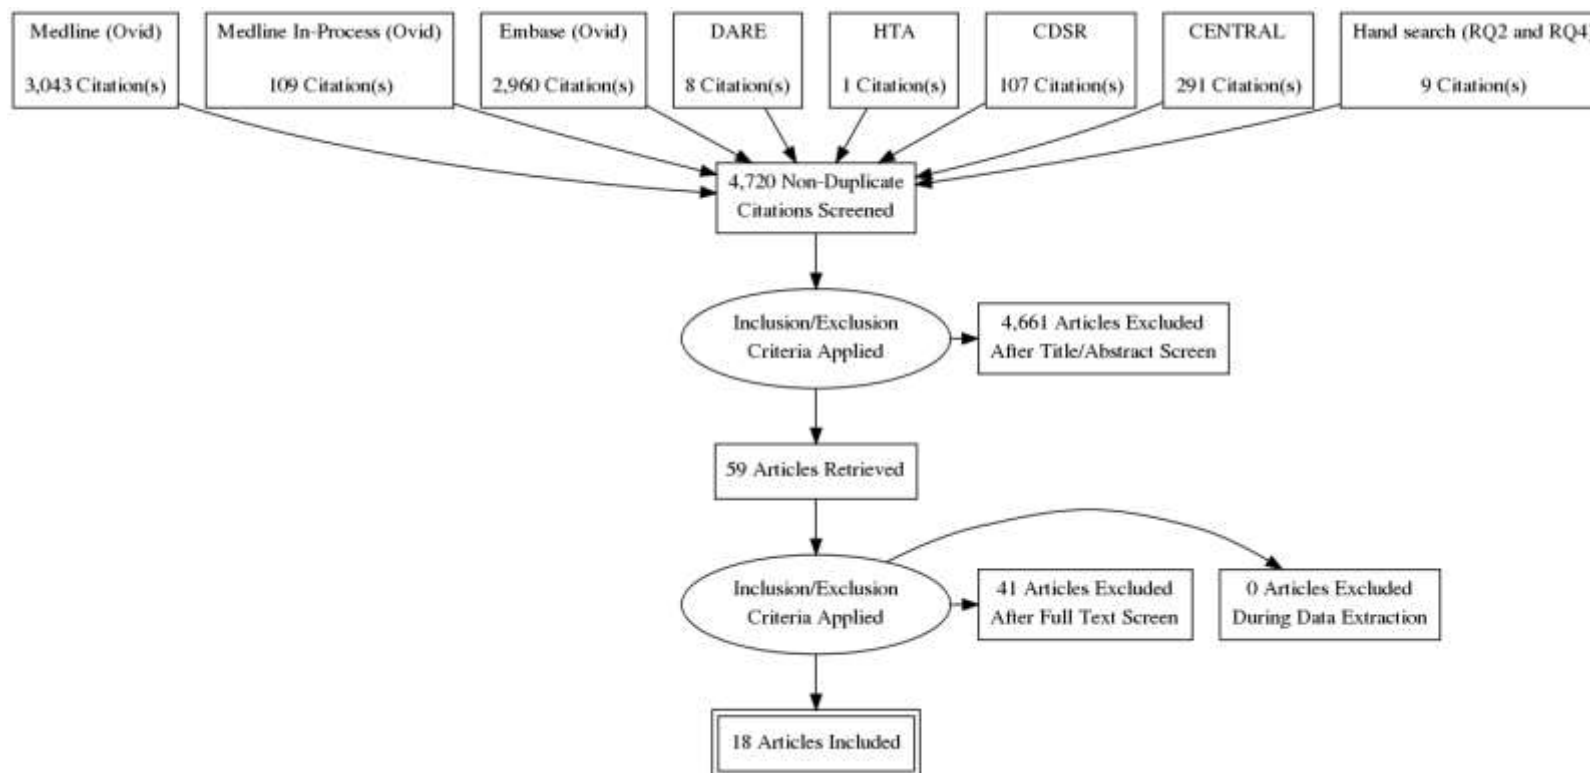 Medline (Ovid)
3,043 Citation(s)
Medline In-Process (Ovid)
109 Citation(s)
Embase (Ovid)
2,960 Citation(s)
DARE
8 Citation(s)
HTA
1 Citation(s)
CDSR
107 Citation(s)
CENTRAL
291 Citation(s)
Hand search (RQ2 and RQ4)
9 Citation(s)
4,720 Non-Duplicate
Citations Screened
Inclusion/Exclusion
Criteria Applied
4,661 Articles Excluded
After Title/Abstract Screen
59 Articles Retrieved
Inclusion/Exclusion
Criteria Applied
41 Articles Excluded
After Full Text Screen
0 Articles Excluded
During Data Extraction
18 Articles Included